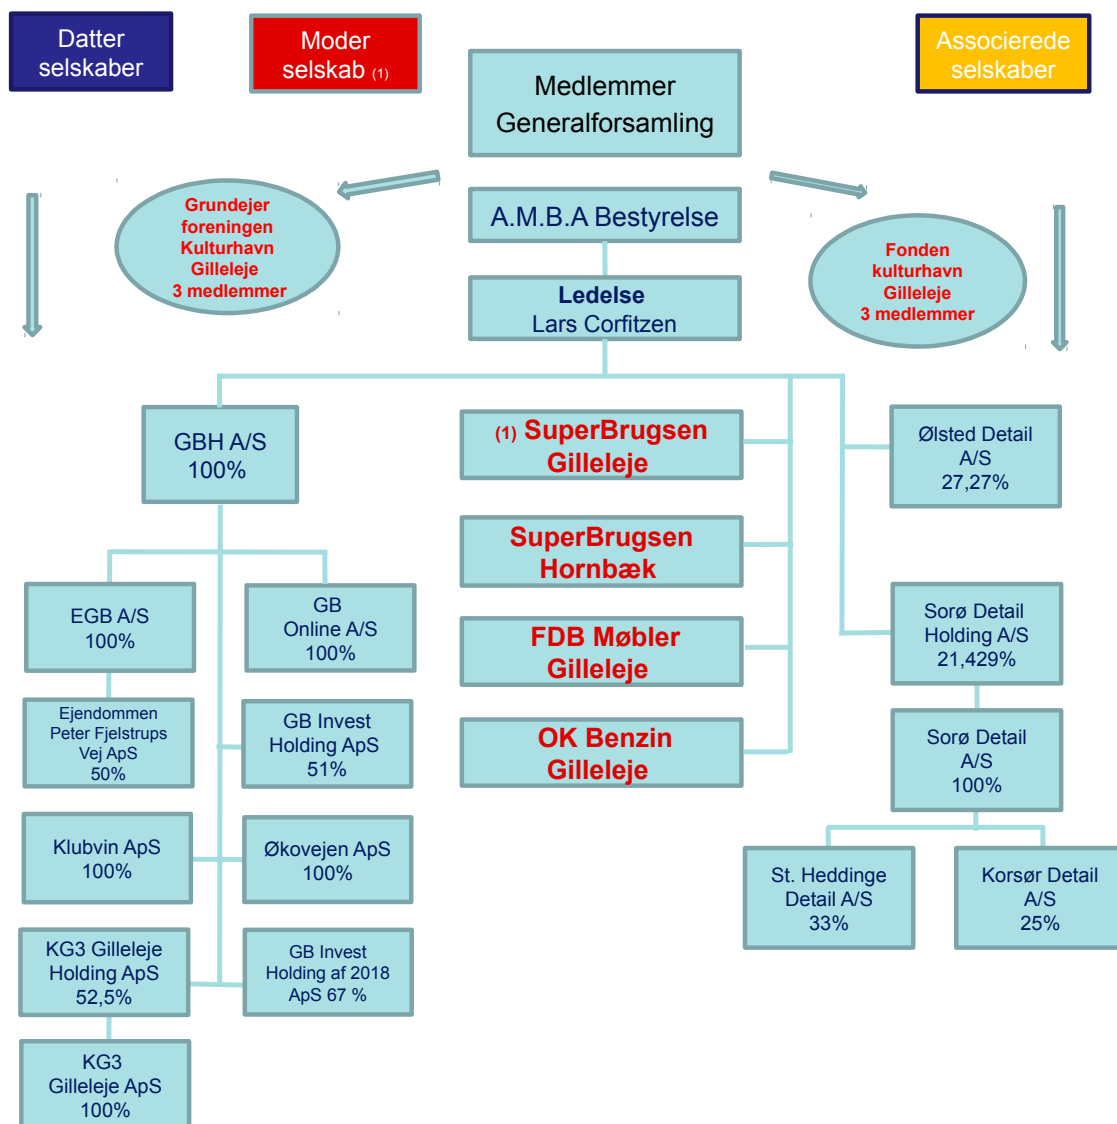 Datter
selskaber
Moder
selskab (1)
Associerede
selskaber
Medlemmer
Generalforsamling
Grundejer
foreningen
Kulturhavn
Gilleleje
3 medlemmer
A.M.B.A Bestyrelse
Fonden
kulturhavn
Gilleleje
3 medlemmer
Ledelse
Lars Corfitzen
GBH A/S
100%
(1) SuperBrugsen
Gilleleje
Ølsted Detail
A/S
27,27%
SuperBrugsen
Hornbæk
EGB A/S
100%
GB
Online A/S
100%
FDB Møbler
Gilleleje
Sorø Detail
Holding A/S
21,429%
Ejendommen
Peter Fjelstrups
Vej ApS
50%
GB Invest
Holding ApS
51%
OK Benzin
Gilleleje
Sorø Detail
A/S
100%
Klubvin ApS
100%
Økovejen ApS
100%
St. Heddinge
Detail A/S
33%
Korsør Detail
A/S
25%
KG3 Gilleleje
Holding ApS
52,5%
GB Invest
Holding af 2018
ApS 67 %
KG3
Gilleleje ApS
100%